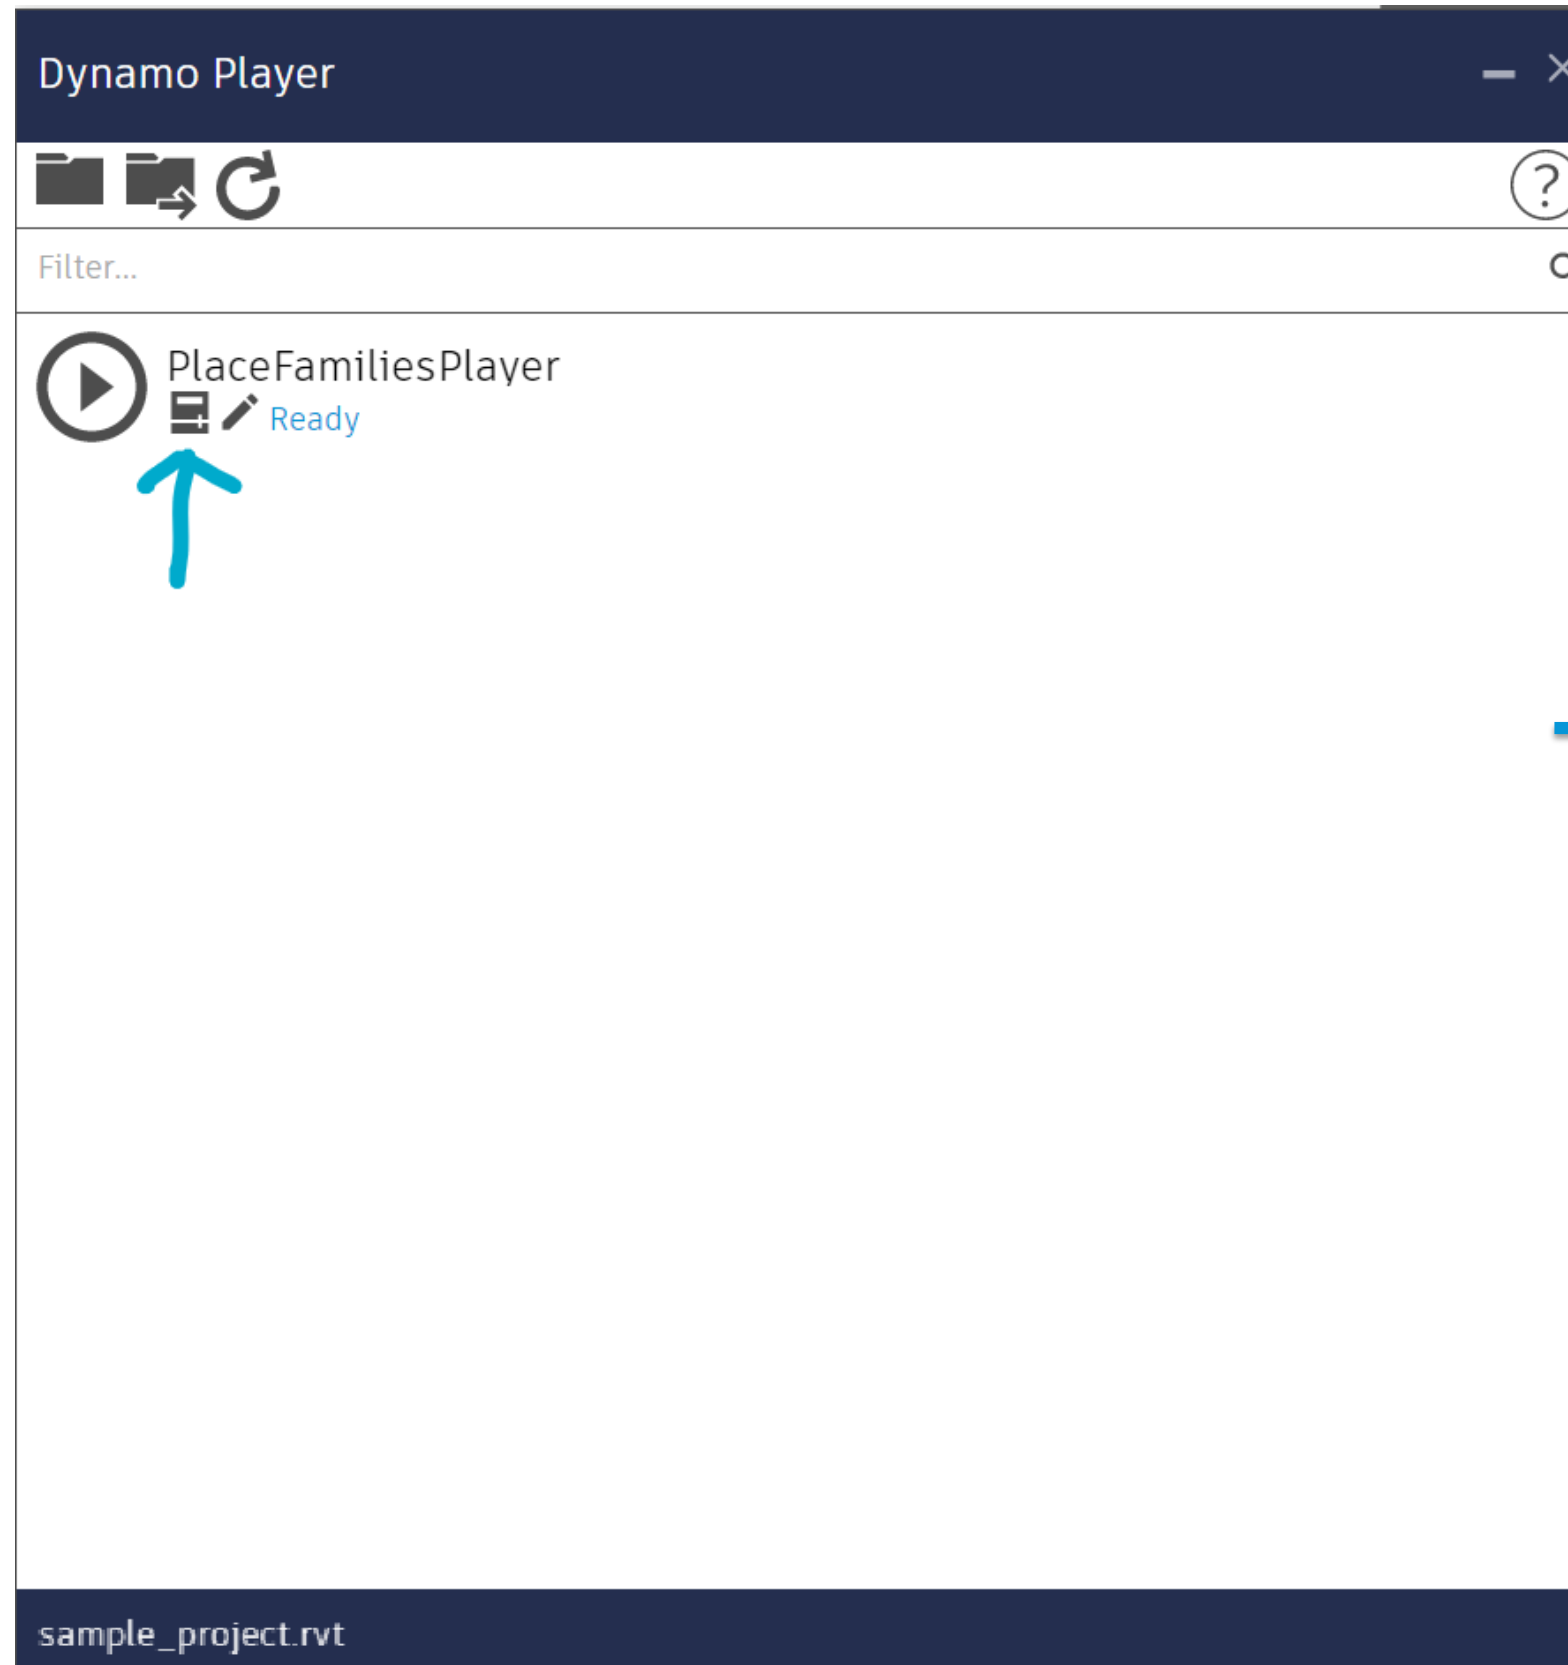 Dynamo Player
?
Filter...
PlaceFamiliesPlayer
Ready
sample_project.rvt